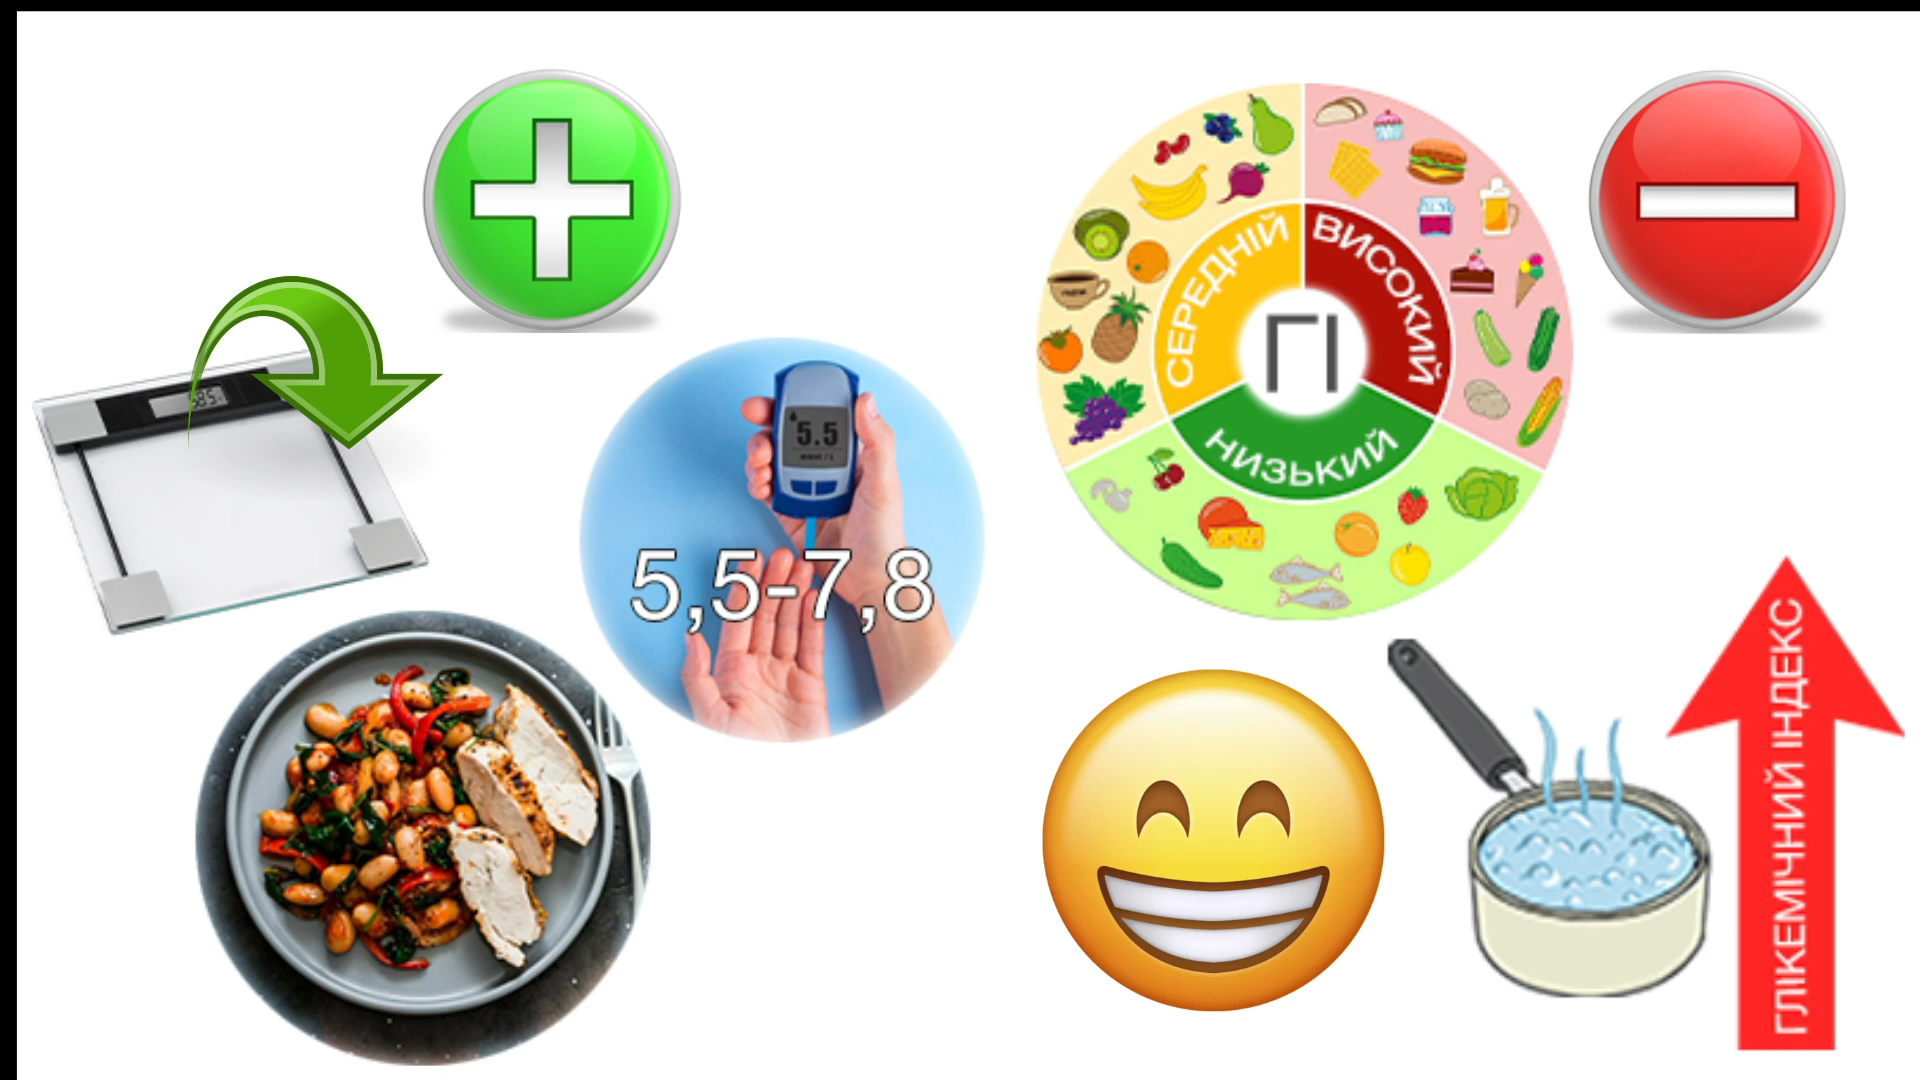 СЕРЕДНІЙ
ВИСОКИЙ
ГІ
НИЗЬКИЙ
5.5
5,5-7,8
ГЛІКЕМІЧНИЙ ІНДЕКС